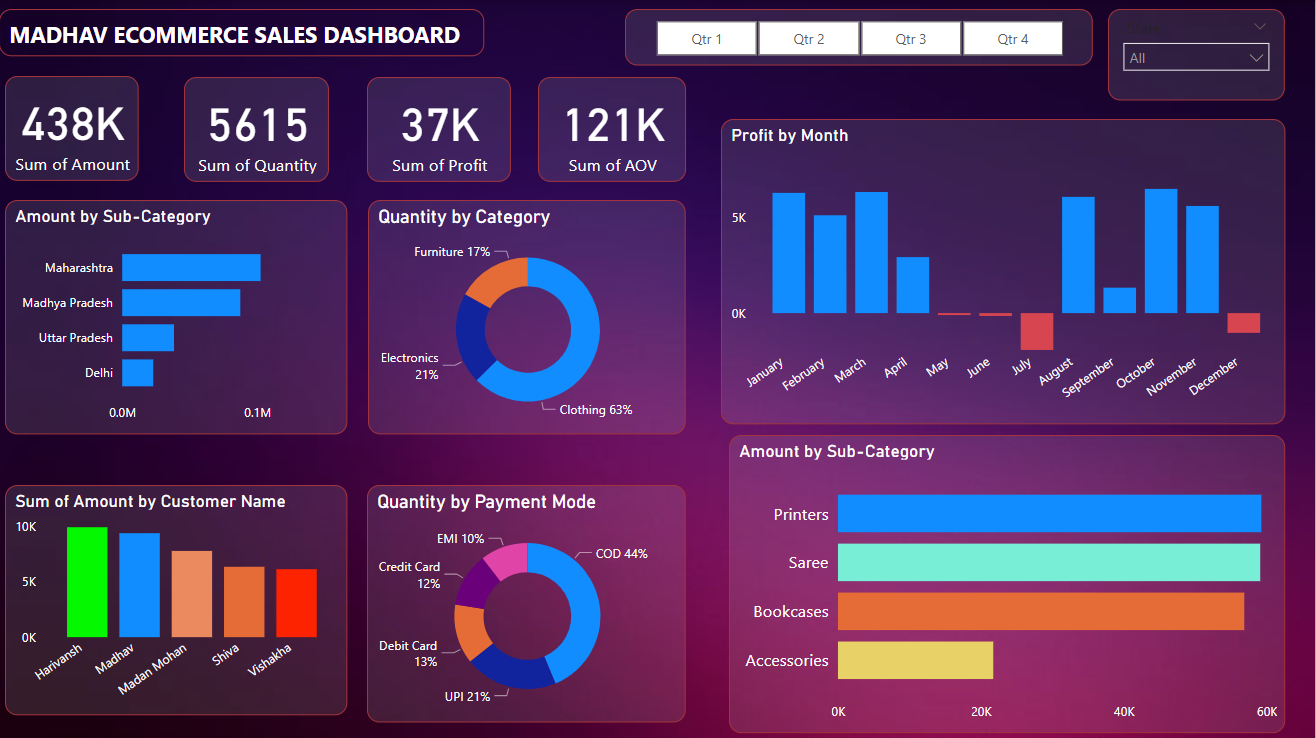 MADHAV ECOMMERCE SALES DASHBOARD
Qtr 1
Qtr 2
Qtr 3
Qtr 4
All
438K
Sum of Amount
5615
Sum of Quantity
37K
Sum of Profit
121K
Sum of AOV
Profit by Month
5K
0K
January
February
March
April
May
June
July
August
September
October
November
December
Amount by Sub-Category
Maharashtra
Madhya Pradesh
Uttar Pradesh
Delhi
0.0M
0.1M
Quantity by Category
Furniture 17%
Electronics
21%
Clothing 63%
Amount by Sub-Category
Printers
Saree
Bookcases
Accessories
0K
20K
40K
60K
Sum of Amount by Customer Name
10K
5K
0K
Harivansh
Madhav
Madan Mohan
Shiva
Vishakha
Quantity by Payment Mode
EMI 10%
COD 44%
Credit Card
12%
Debit Card
13%
UPI 21%